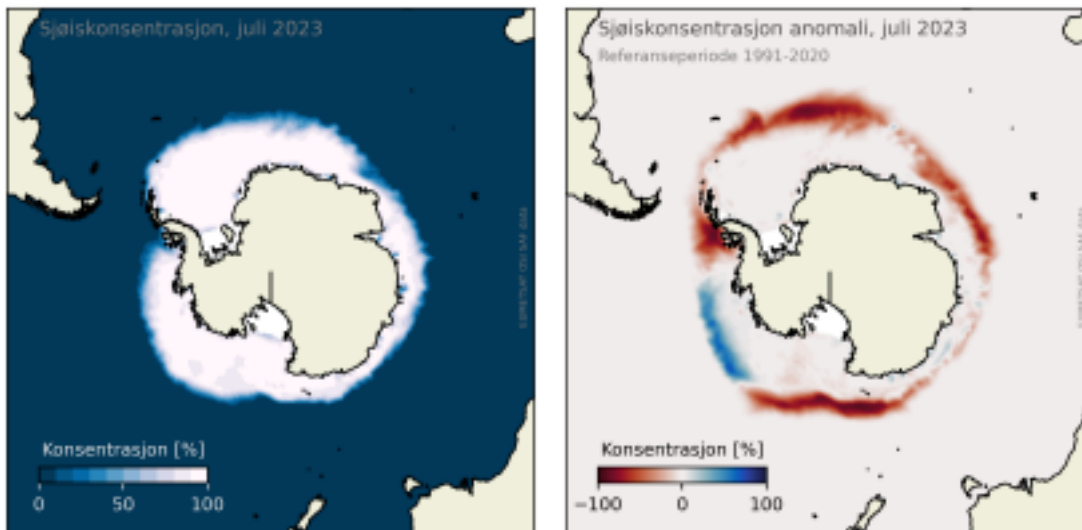 Sjøiskonsentrasjon, juli 2023
Konsentrasjon [%]
0 50 100
Sjøiskonsentrasjon anomali, juli 2023
Referanseperiode 1991-2020
Konsentrasjon [%]
−100 0 100